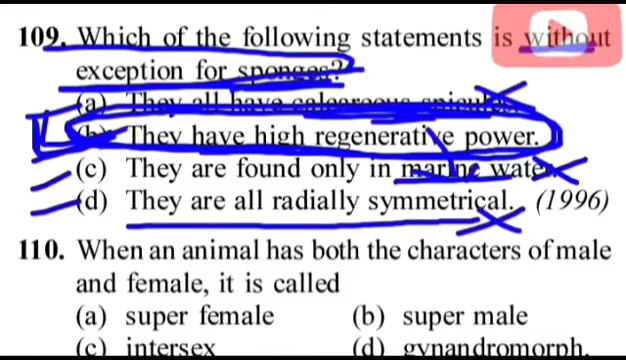 109. Which of the following statements is without
exception for sponges?
(a) They all have calcareous spicules.
(b) They have high regenerative power.
(c) They are found only in marine water.
(d) They are all radially symmetrical. (1996)
110. When an animal has both the characters of male
and female, it is called
(a) super female (b) super male
(c) intersex (d) gynandromorph.